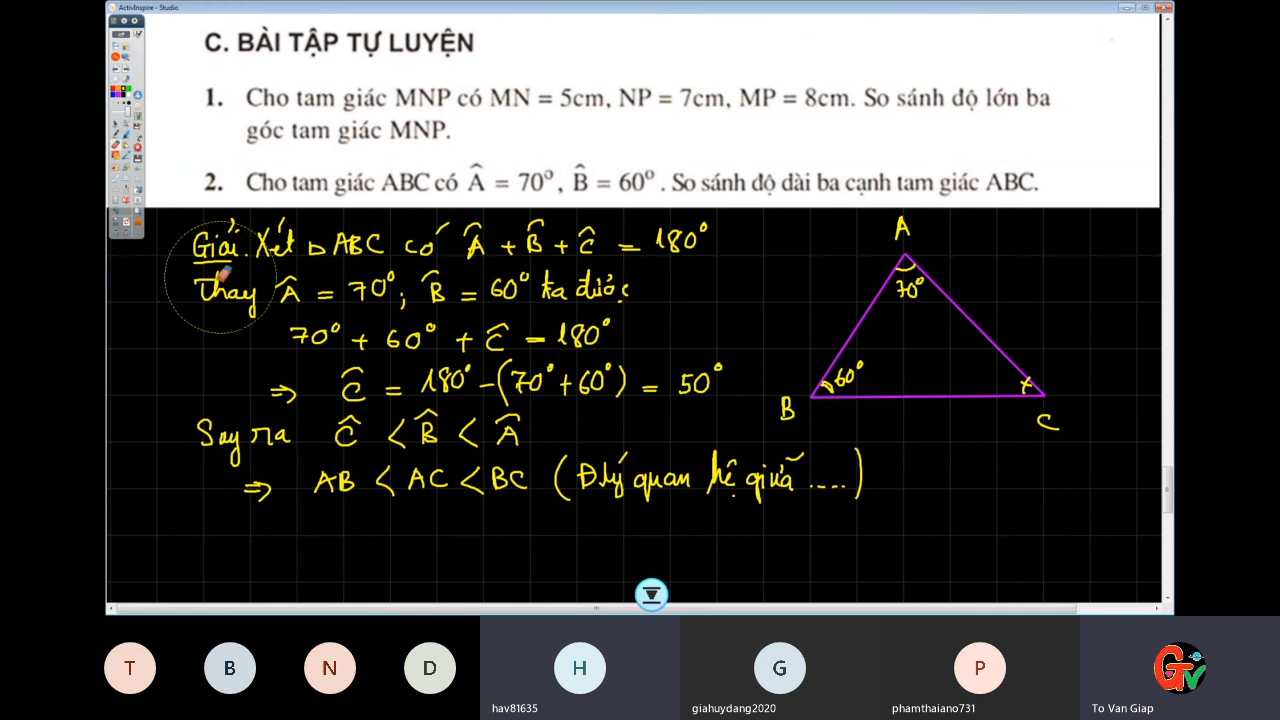 ActivInspire - Studio
C. BÀI TẬP TỰ LUYỆN
1. Cho tam giác MNP có MN = 5cm, NP = 7cm, MP = 8cm. So sánh độ lớn ba
góc tam giác MNP.
2. Cho tam giác ABC có Â = 70°, B̂ = 60°. So sánh độ dài ba cạnh tam giác ABC.
Giải. Xét △ABC có Â + B̂ + Ĉ = 180°
Thay Â = 70°; B̂ = 60° ta được
70° + 60° + Ĉ = 180°
⇒ Ĉ = 180° - (70° + 60°) = 50°
Suy ra Ĉ < B̂ < Â
⇒ AB < AC < BC (Đlý quan hệ giữa ....)
A
70°
60°
B
C
T
B
N
D
H
G
P
GV
hav81635
giahuydang2020
phamthaiano731
To Van Giap